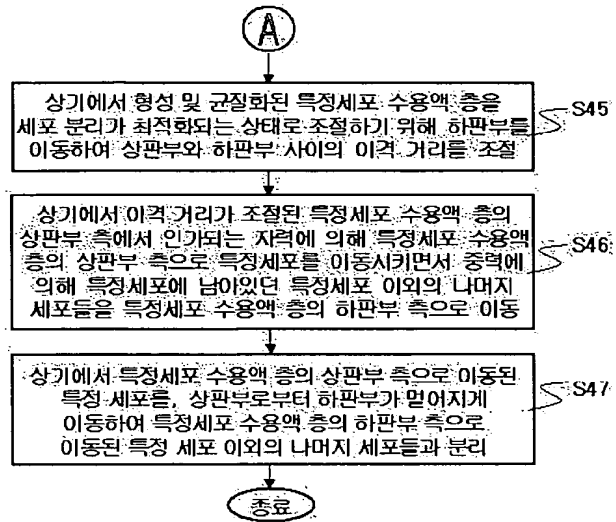 A
상기에서 형성 및 균질화된 특정세포 수용액 층을
세포 분리가 최적화되는 상태로 조절하기 위해 하판부를
이동하여 상판부와 하판부 사이의 이격 거리를 조절
S45
상기에서 이격 거리가 조절된 특정세포 수용액 층의
상판부 측에서 인가되는 자력에 의해 특정세포 수용액
층의 상판부 측으로 특정세포를 이동시키면서 중력에
의해 특정세포에 남아있던 특정세포 이외의 나머지
세포들을 특정세포 수용액 층의 하판부 측으로 이동
S46
상기에서 특정세포 수용액 층의 상판부 측으로 이동된
특정 세포를, 상판부로부터 하판부가 멀어지게
이동하여 특정세포 수용액 층의 하판부 측으로
이동된 특정 세포 이외의 나머지 세포들과 분리
S47
종료